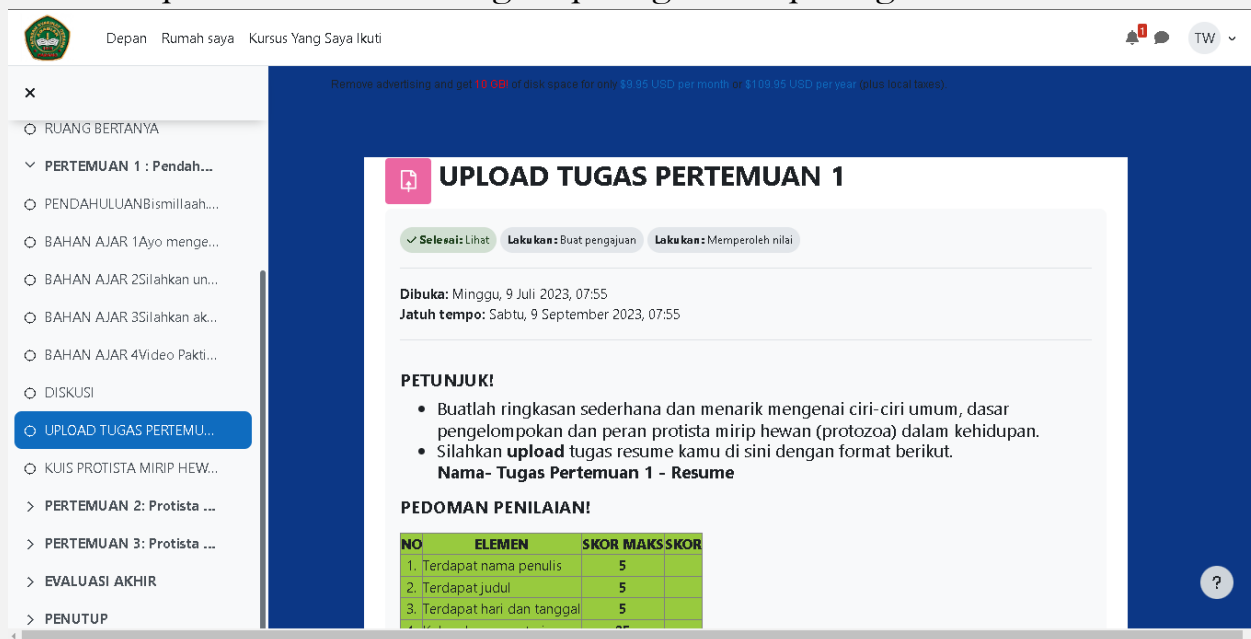 Depan Rumah saya Kursus Yang Saya Ikuti
1
TW
Remove advertising and get 10 GB! of disk space for only $9.95 USD per month or $109.95 USD per year (plus local taxes)
RUANG BERTANYA
PERTEMUAN 1 : Pendah...
PENDAHULUANBismillaah....
BAHAN AJAR 1Ayo menge...
BAHAN AJAR 2Silahkan un...
BAHAN AJAR 3Silahkan ak...
BAHAN AJAR 4Video Pakti...
DISKUSI
UPLOAD TUGAS PERTEMU...
KUIS PROTISTA MIRIP HEW...
PERTEMUAN 2: Protista ...
PERTEMUAN 3: Protista ...
EVALUASI AKHIR
PENUTUP
UPLOAD TUGAS PERTEMUAN 1
Selesai: Lihat Lakukan: Buat pengajuan Lakukan: Memperoleh nilai
Dibuka: Minggu, 9 Juli 2023, 07:55
Jatuh tempo: Sabtu, 9 September 2023, 07:55
PETUNJUK!
• Buatlah ringkasan sederhana dan menarik mengenai ciri-ciri umum, dasar
pengelompokan dan peran protista mirip hewan (protozoa) dalam kehidupan.
• Silahkan upload tugas resume kamu di sini dengan format berikut.
Nama- Tugas Pertemuan 1 - Resume
PEDOMAN PENILAIAN!
NO ELEMEN SKOR MAKS SKOR
1. Terdapat nama penulis 5
2. Terdapat judul 5
3. Terdapat hari dan tanggal 5
?